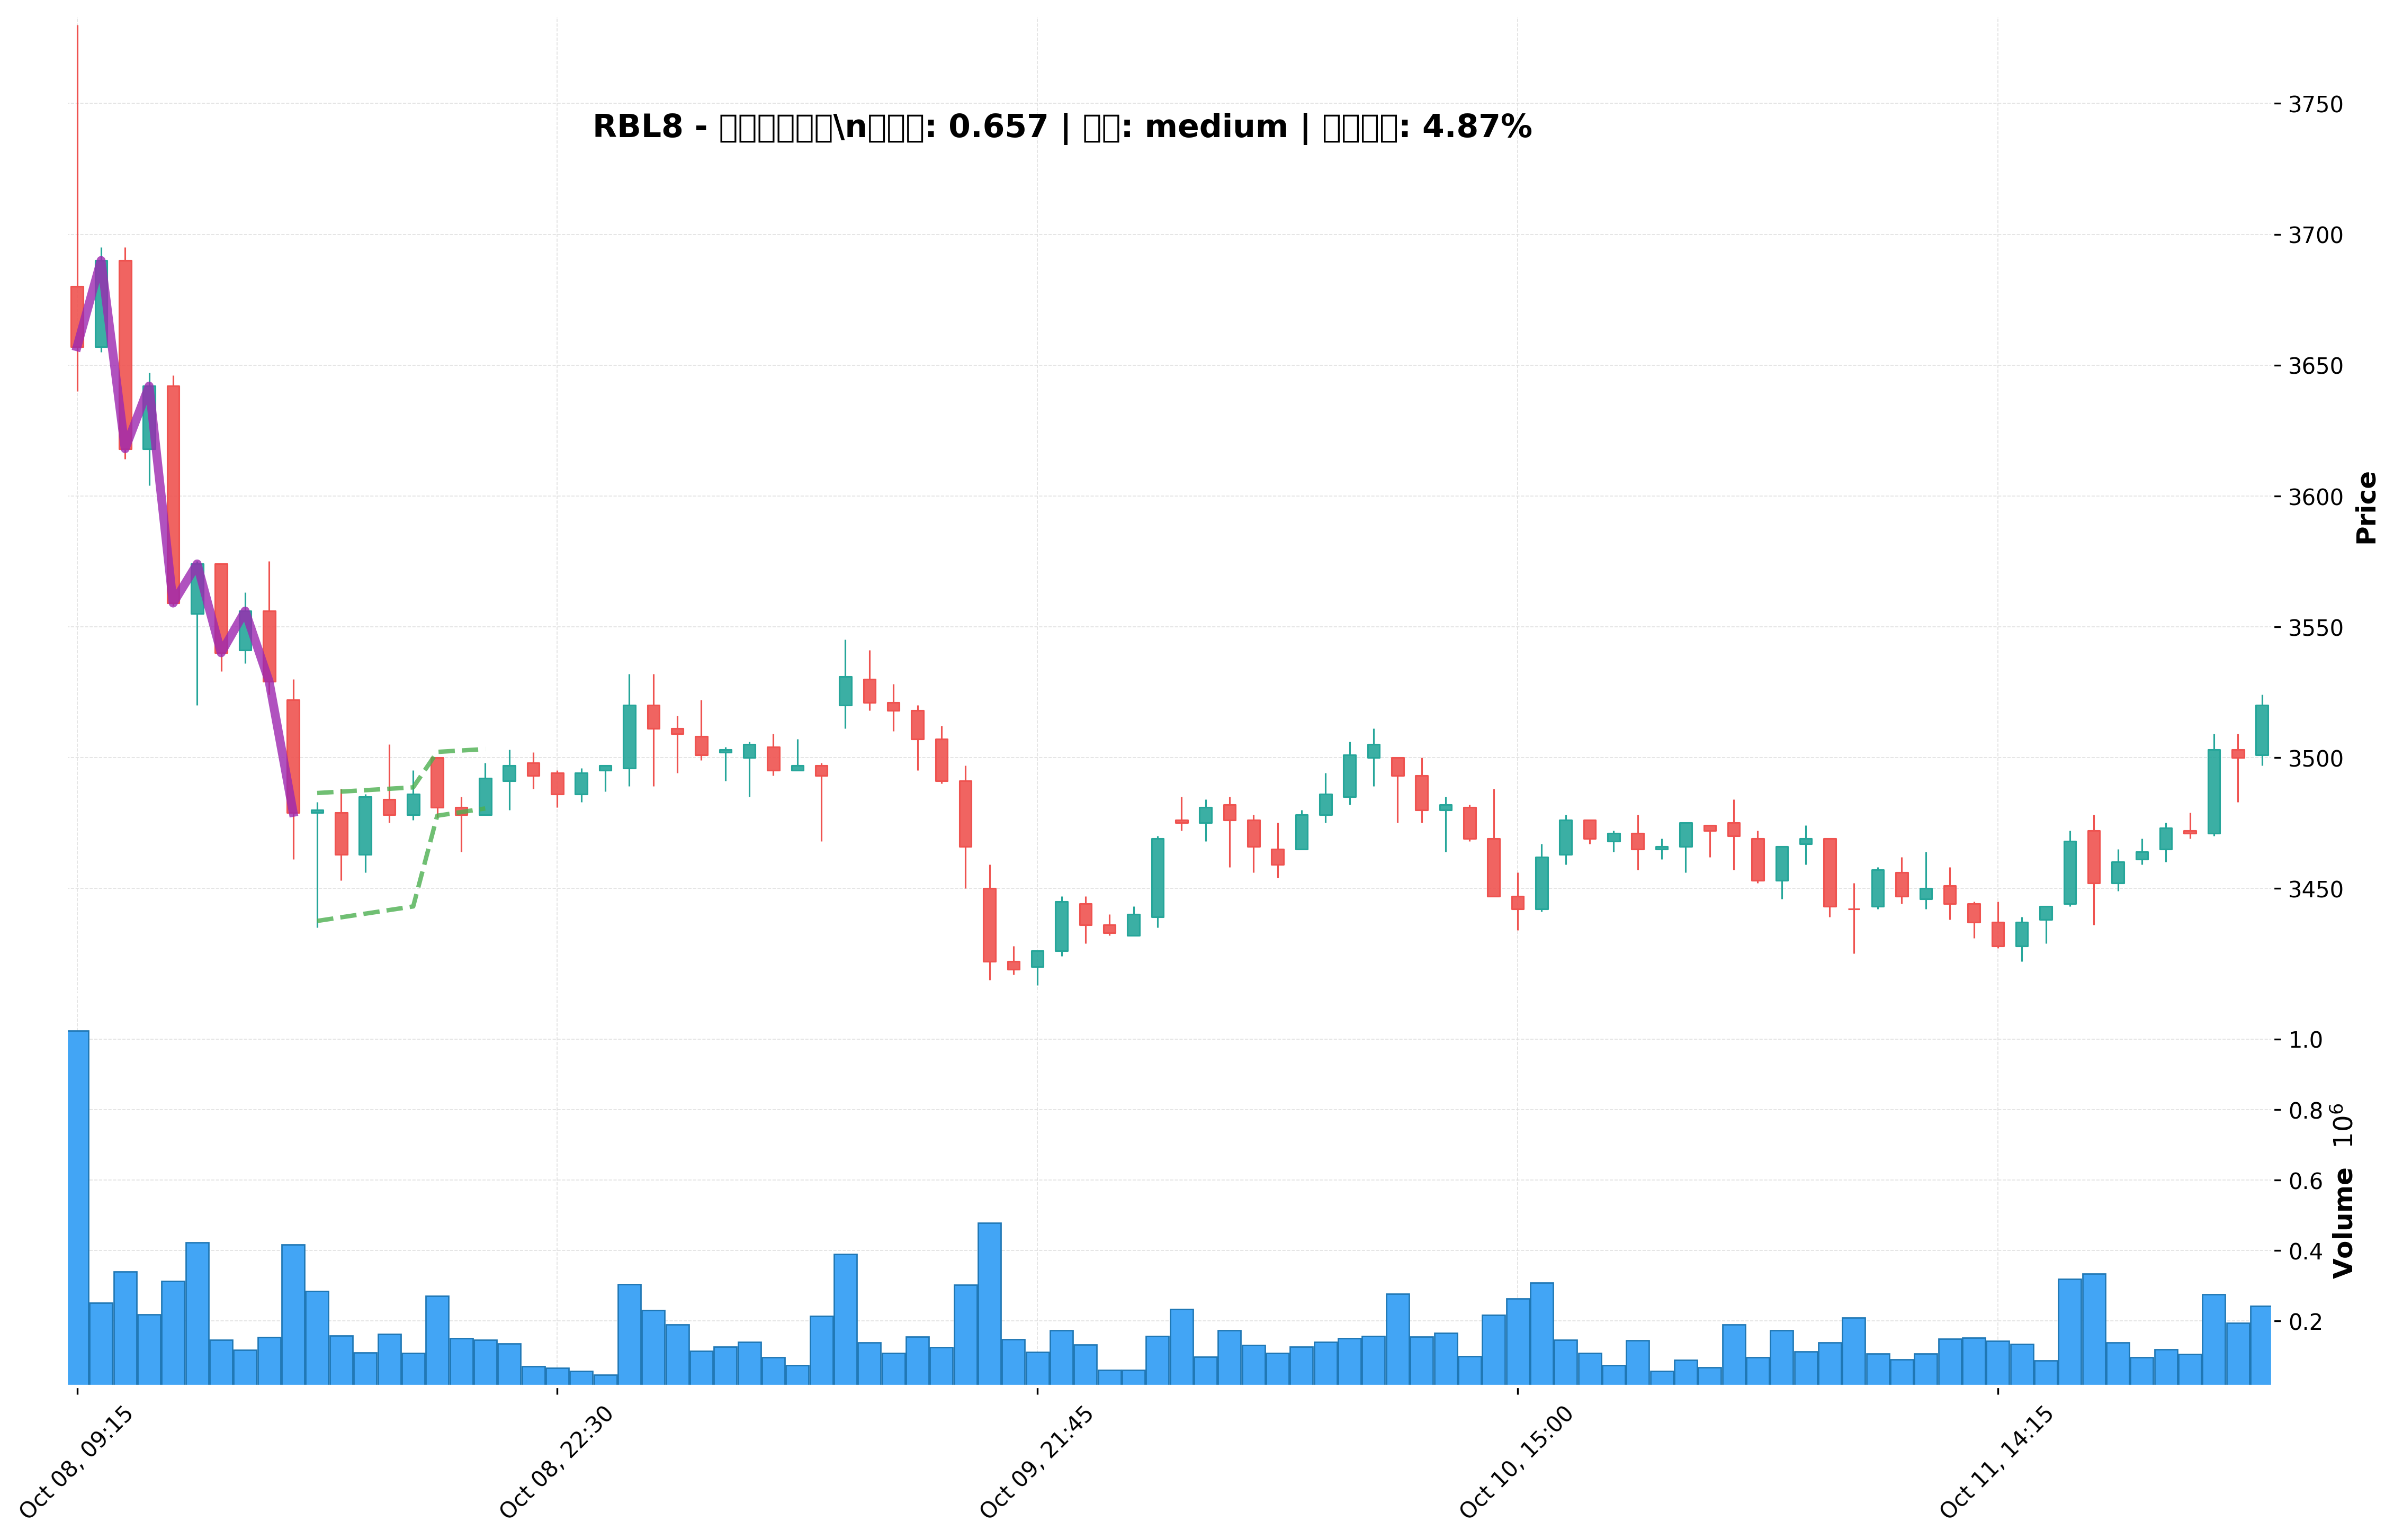 RBL8 - □□□□□□\n□□□: 0.657 | □□: medium | □□□□: 4.87%
3750
3700
3650
3600
3550
3500
3450
Price
1.0
0.8
0.6
0.4
0.2
Volume 10⁶
Oct 08, 09:15
Oct 08, 22:30
Oct 09, 21:45
Oct 10, 15:00
Oct 11, 14:15